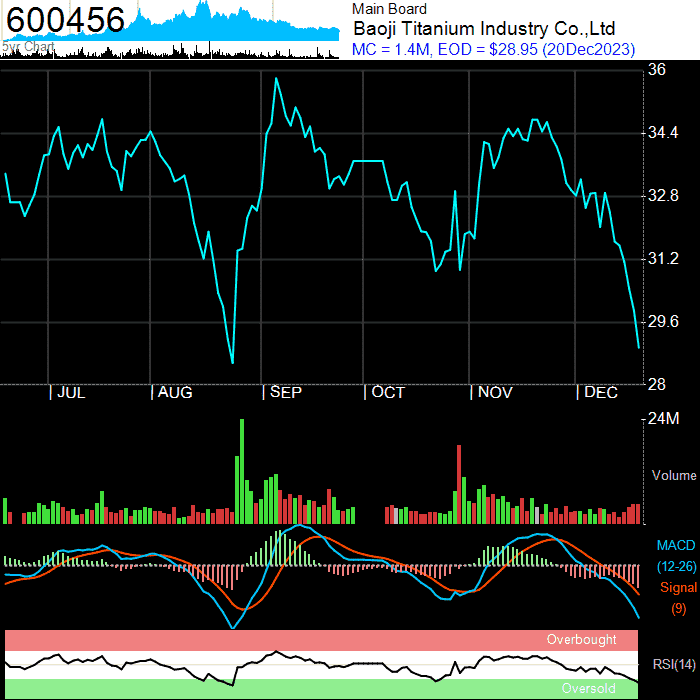 600456
5yr Chart
Main Board
Baoji Titanium Industry Co.,Ltd
MC = 1.4M, EOD = $28.95 (20Dec2023)
36
34.4
32.8
31.2
29.6
28
JUL
AUG
SEP
OCT
NOV
DEC
24M
Volume
MACD
(12-26)
Signal
(9)
Overbought
RSI(14)
Oversold